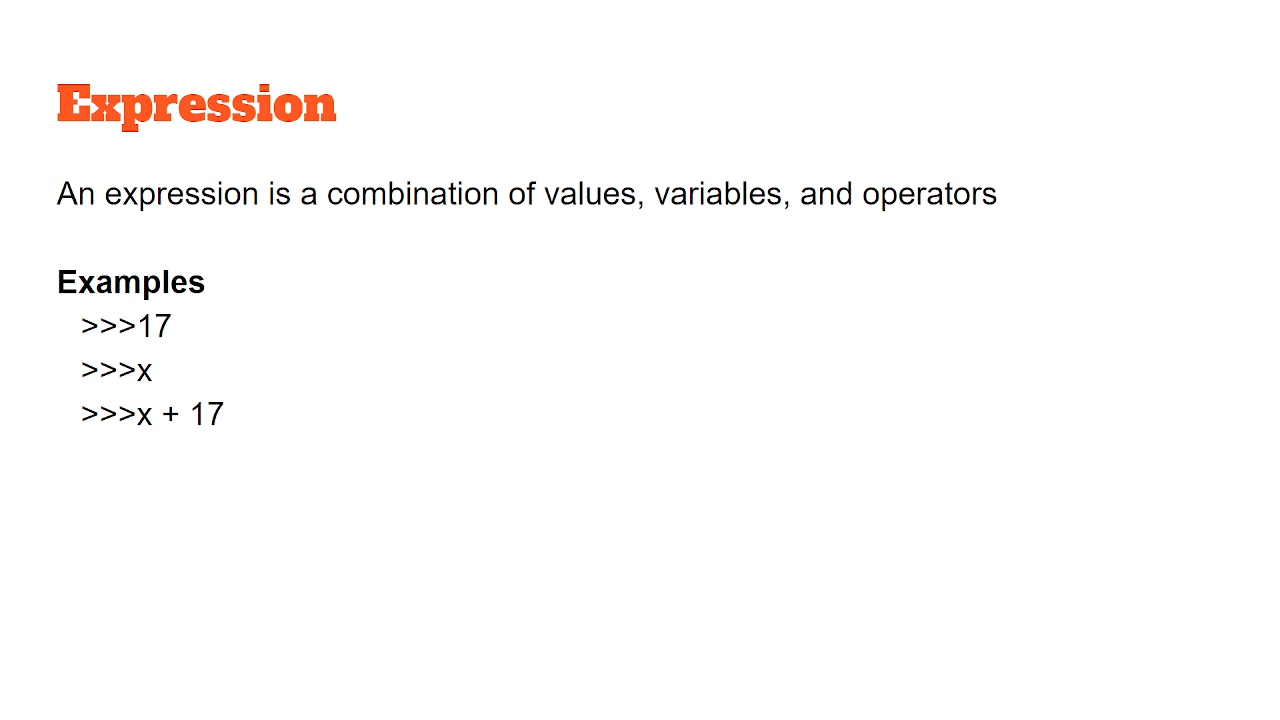 Expression
An expression is a combination of values, variables, and operators
Examples
>>>17
>>>x
>>>x + 17